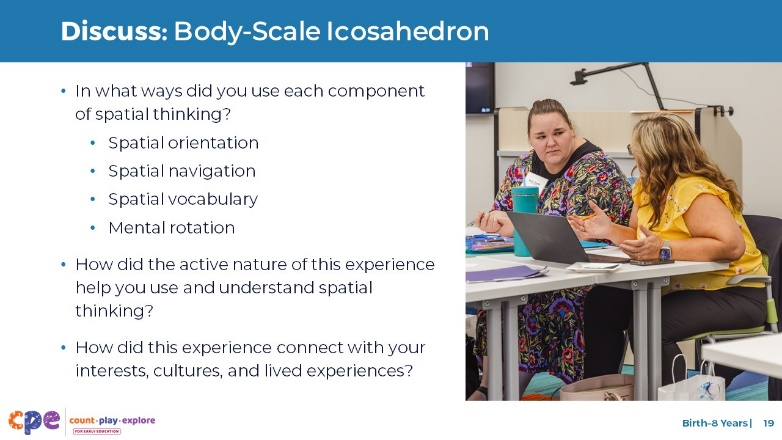 Discuss: Body-Scale Icosahedron
• In what ways did you use each component
of spatial thinking?
• Spatial orientation
• Spatial navigation
• Spatial vocabulary
• Mental rotation
• How did the active nature of this experience
help you use and understand spatial
thinking?
• How did this experience connect with your
interests, cultures, and lived experiences?
cpe count·play·explore
FOR EARLY EDUCATION
Birth–8 Years | 19